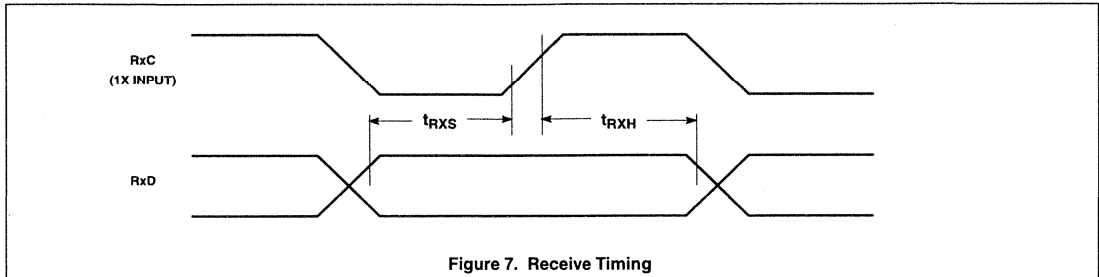 RxC
(1X INPUT)
tRXS
tRXH
RxD
Figure 7. Receive Timing